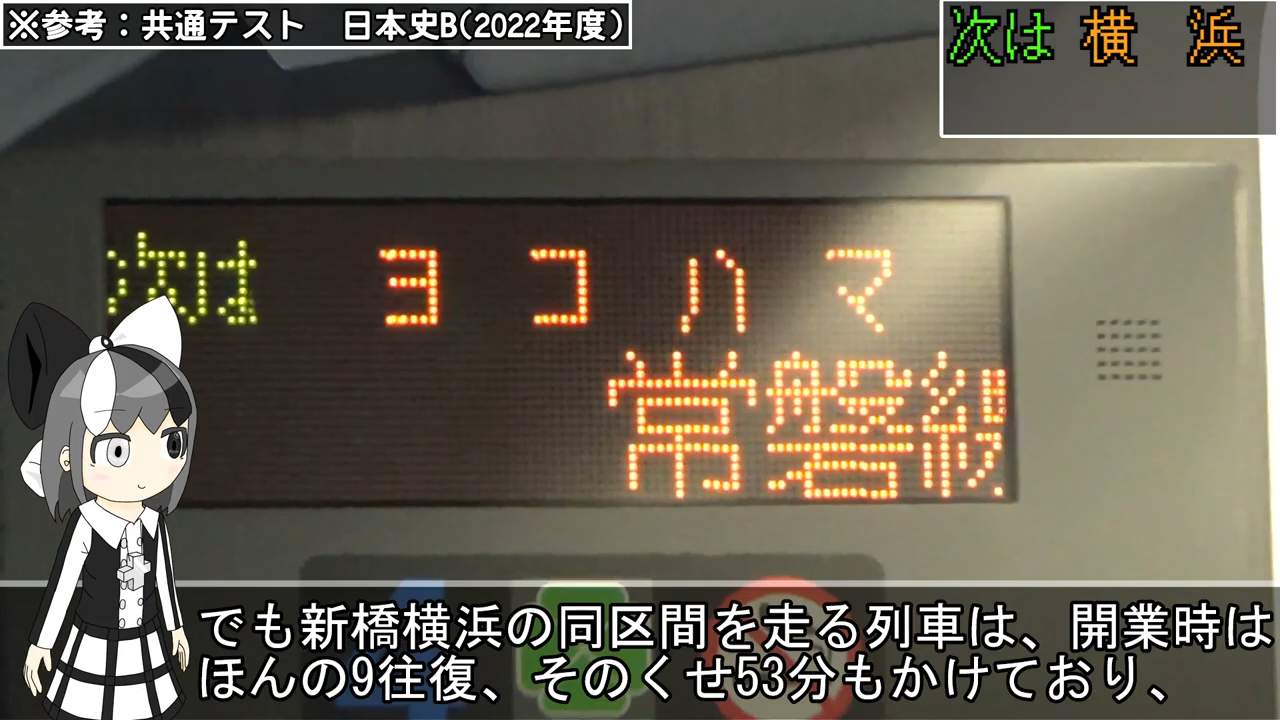 ※参考：共通テスト　日本史B(2022年度)
次は 横　浜
次は ヨ コ ハ マ
常磐線
でも新橋横浜の同区間を走る列車は、開業時は
ほんの9往復、そのくせ53分もかけており、